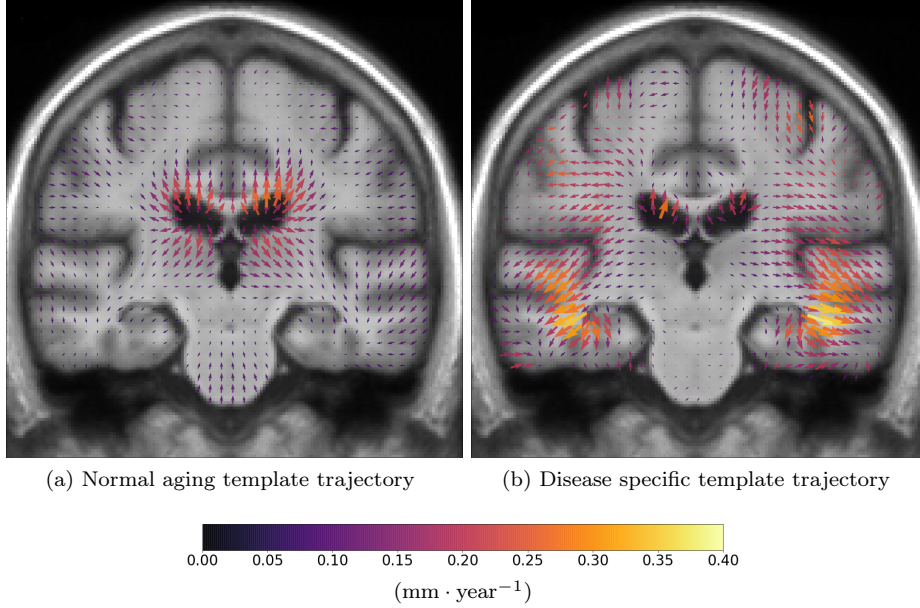 (a) Normal aging template trajectory
(b) Disease specific template trajectory
0.00 0.05 0.10 0.15 0.20 0.25 0.30 0.35 0.40
(mm · year⁻¹)